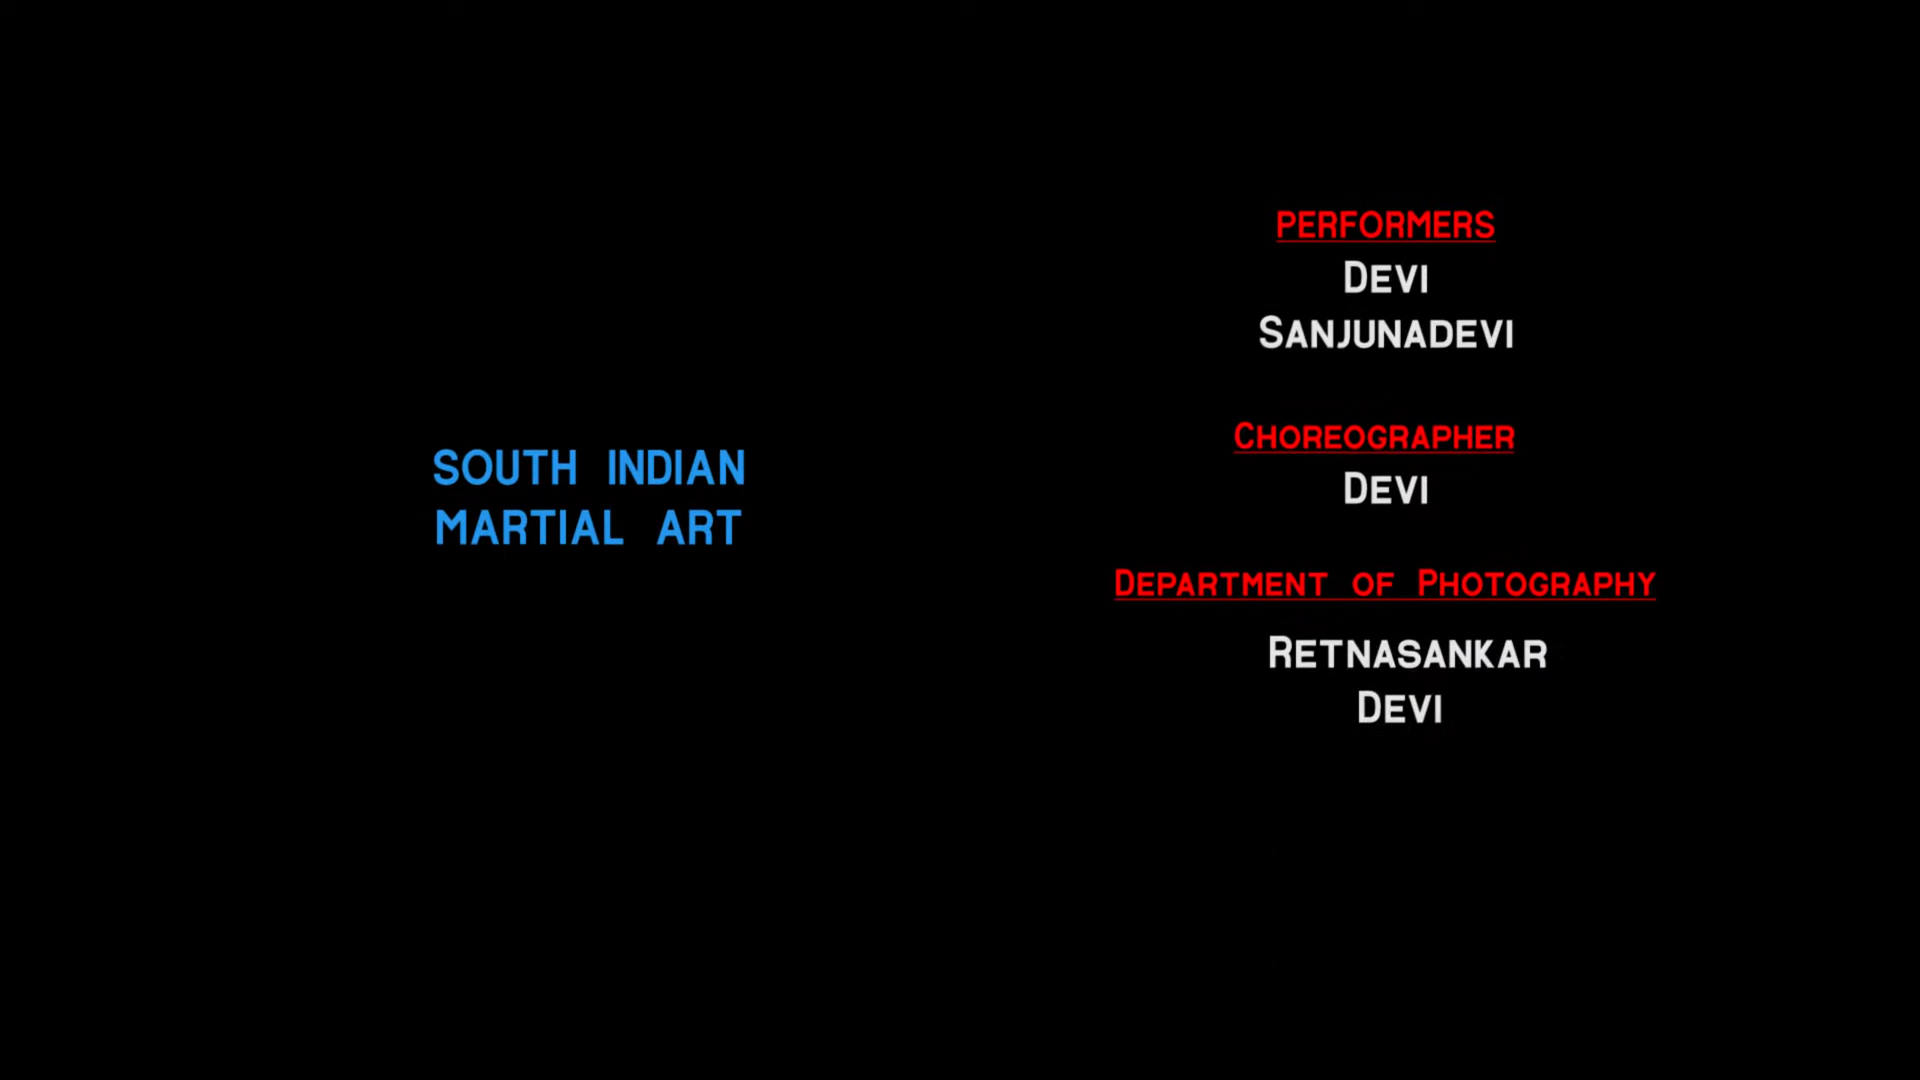 SOUTH INDIAN
MARTIAL ART
PERFORMERS
DEVI
SANJUNADEVI
CHOREOGRAPHER
DEVI
DEPARTMENT OF PHOTOGRAPHY
RETNASANKAR
DEVI